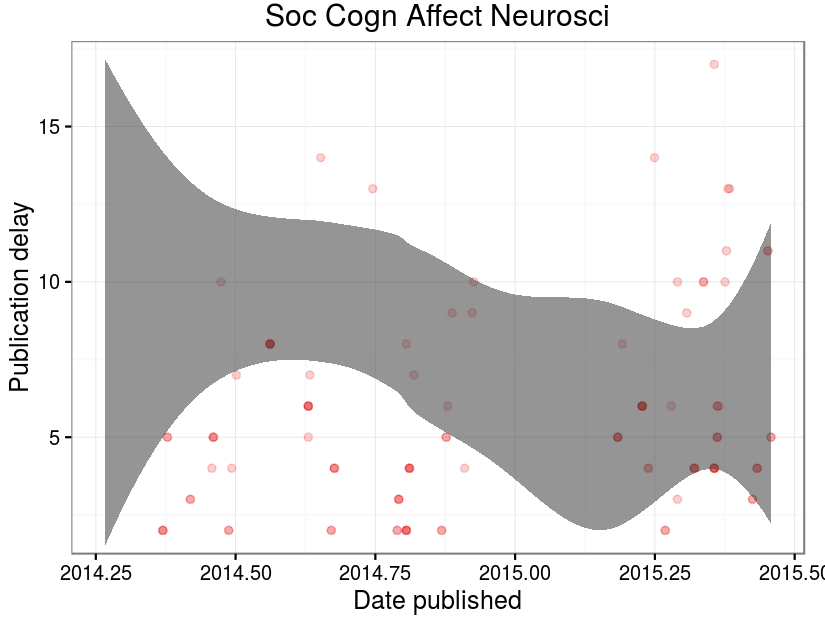 Soc Cogn Affect Neurosci
Publication delay
15
10
5
2014.25 2014.50 2014.75 2015.00 2015.25 2015.50
Date published